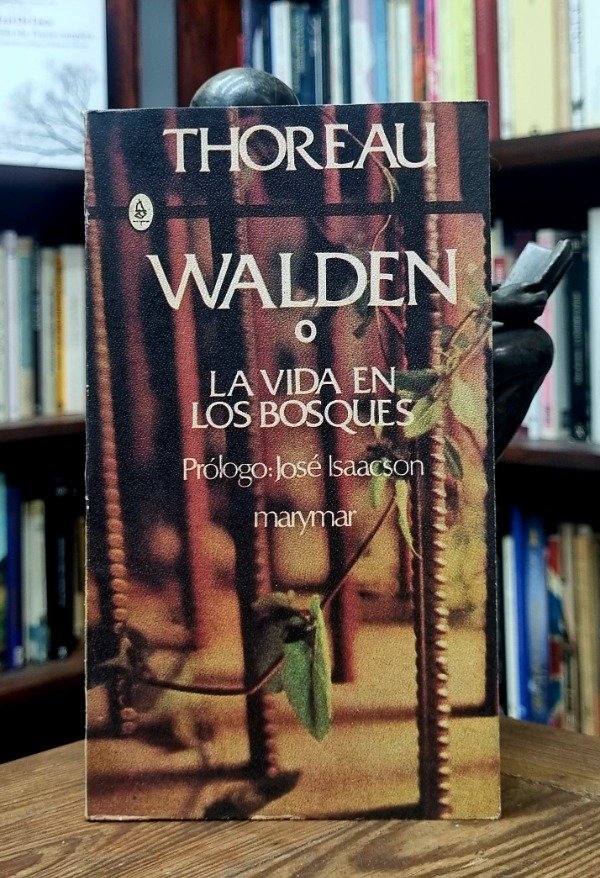 THOREAU
WALDEN
o
LA VIDA EN
LOS BOSQUES
Prólogo: José Isaacson
marymar